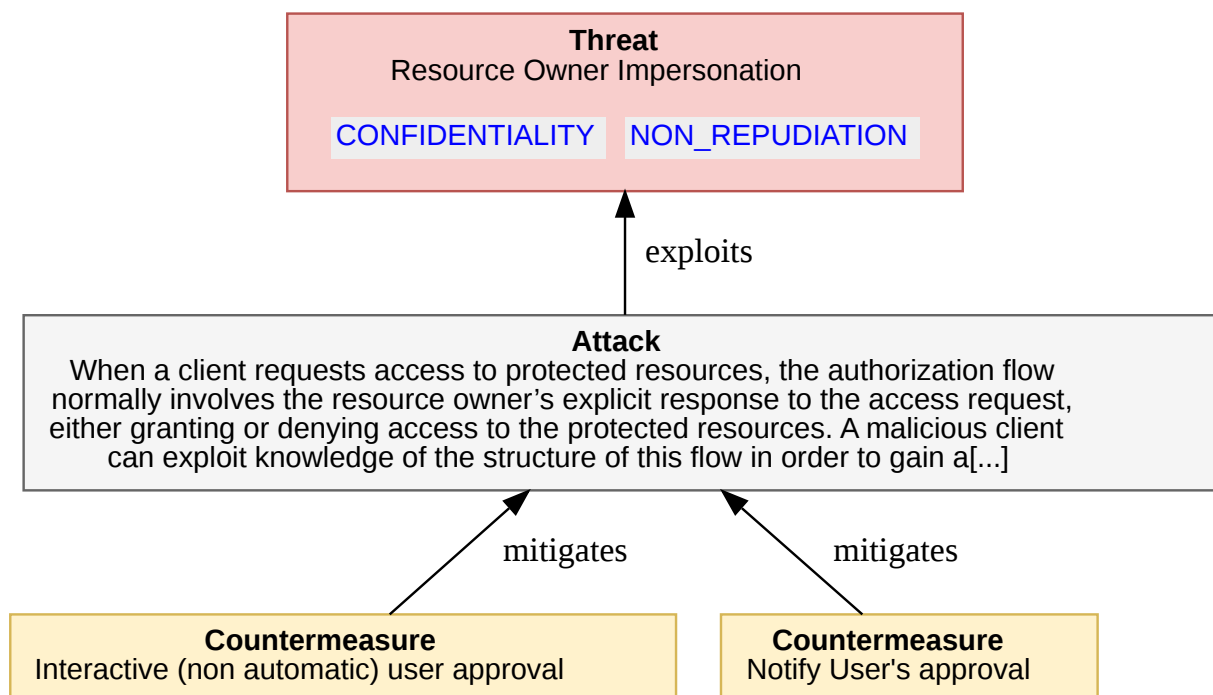 Threat
Resource Owner Impersonation
CONFIDENTIALITY NON_REPUDIATION
exploits
Attack
When a client requests access to protected resources, the authorization flow
normally involves the resource owner’s explicit response to the access request,
either granting or denying access to the protected resources. A malicious client
can exploit knowledge of the structure of this flow in order to gain a[...]
mitigates
mitigates
Countermeasure
Interactive (non automatic) user approval
Countermeasure
Notify User's approval